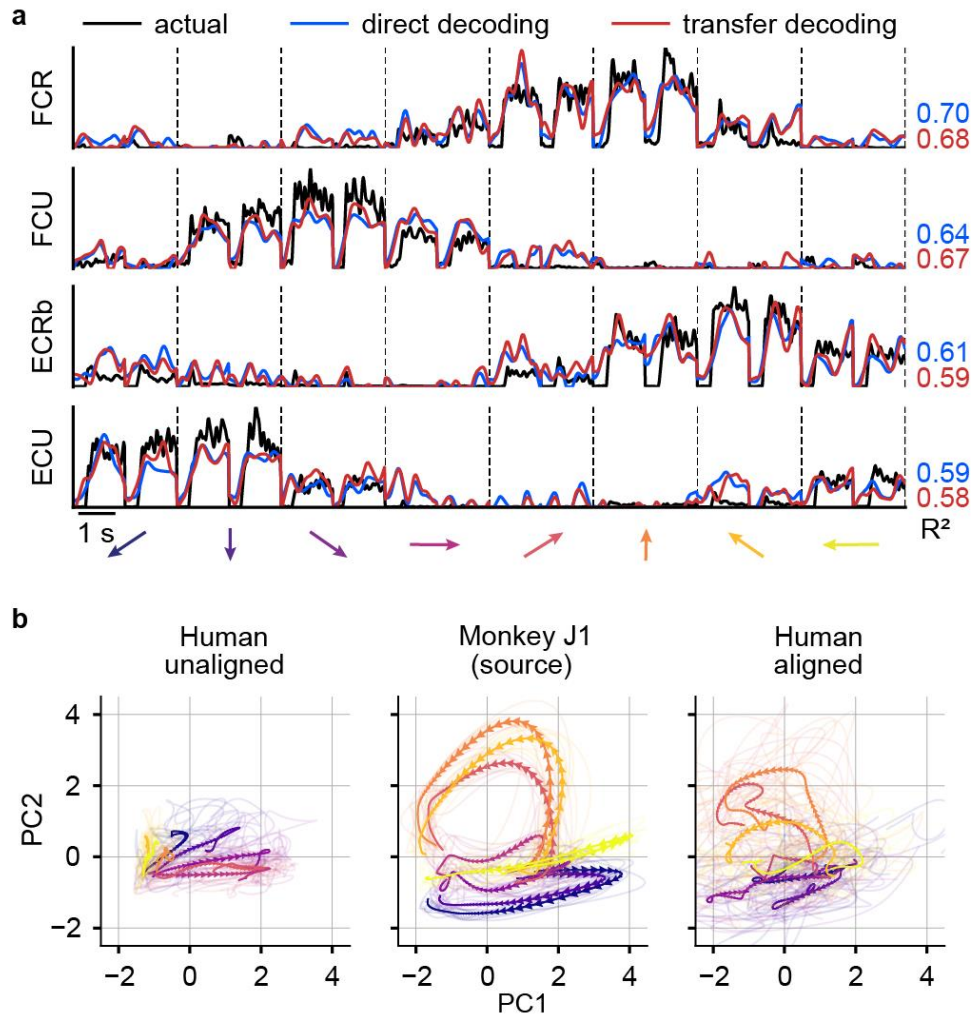 a
actual direct decoding transfer decoding
FCR
0.70
0.68
FCU
0.64
0.67
ECRb
0.61
0.59
ECU
0.59
0.58
1 s
R²
b
Human
unaligned
Monkey J1
(source)
Human
aligned
PC2
4
2
0
−2
−2 0 2 4 −2 0 2 4 −2 0 2 4
PC1